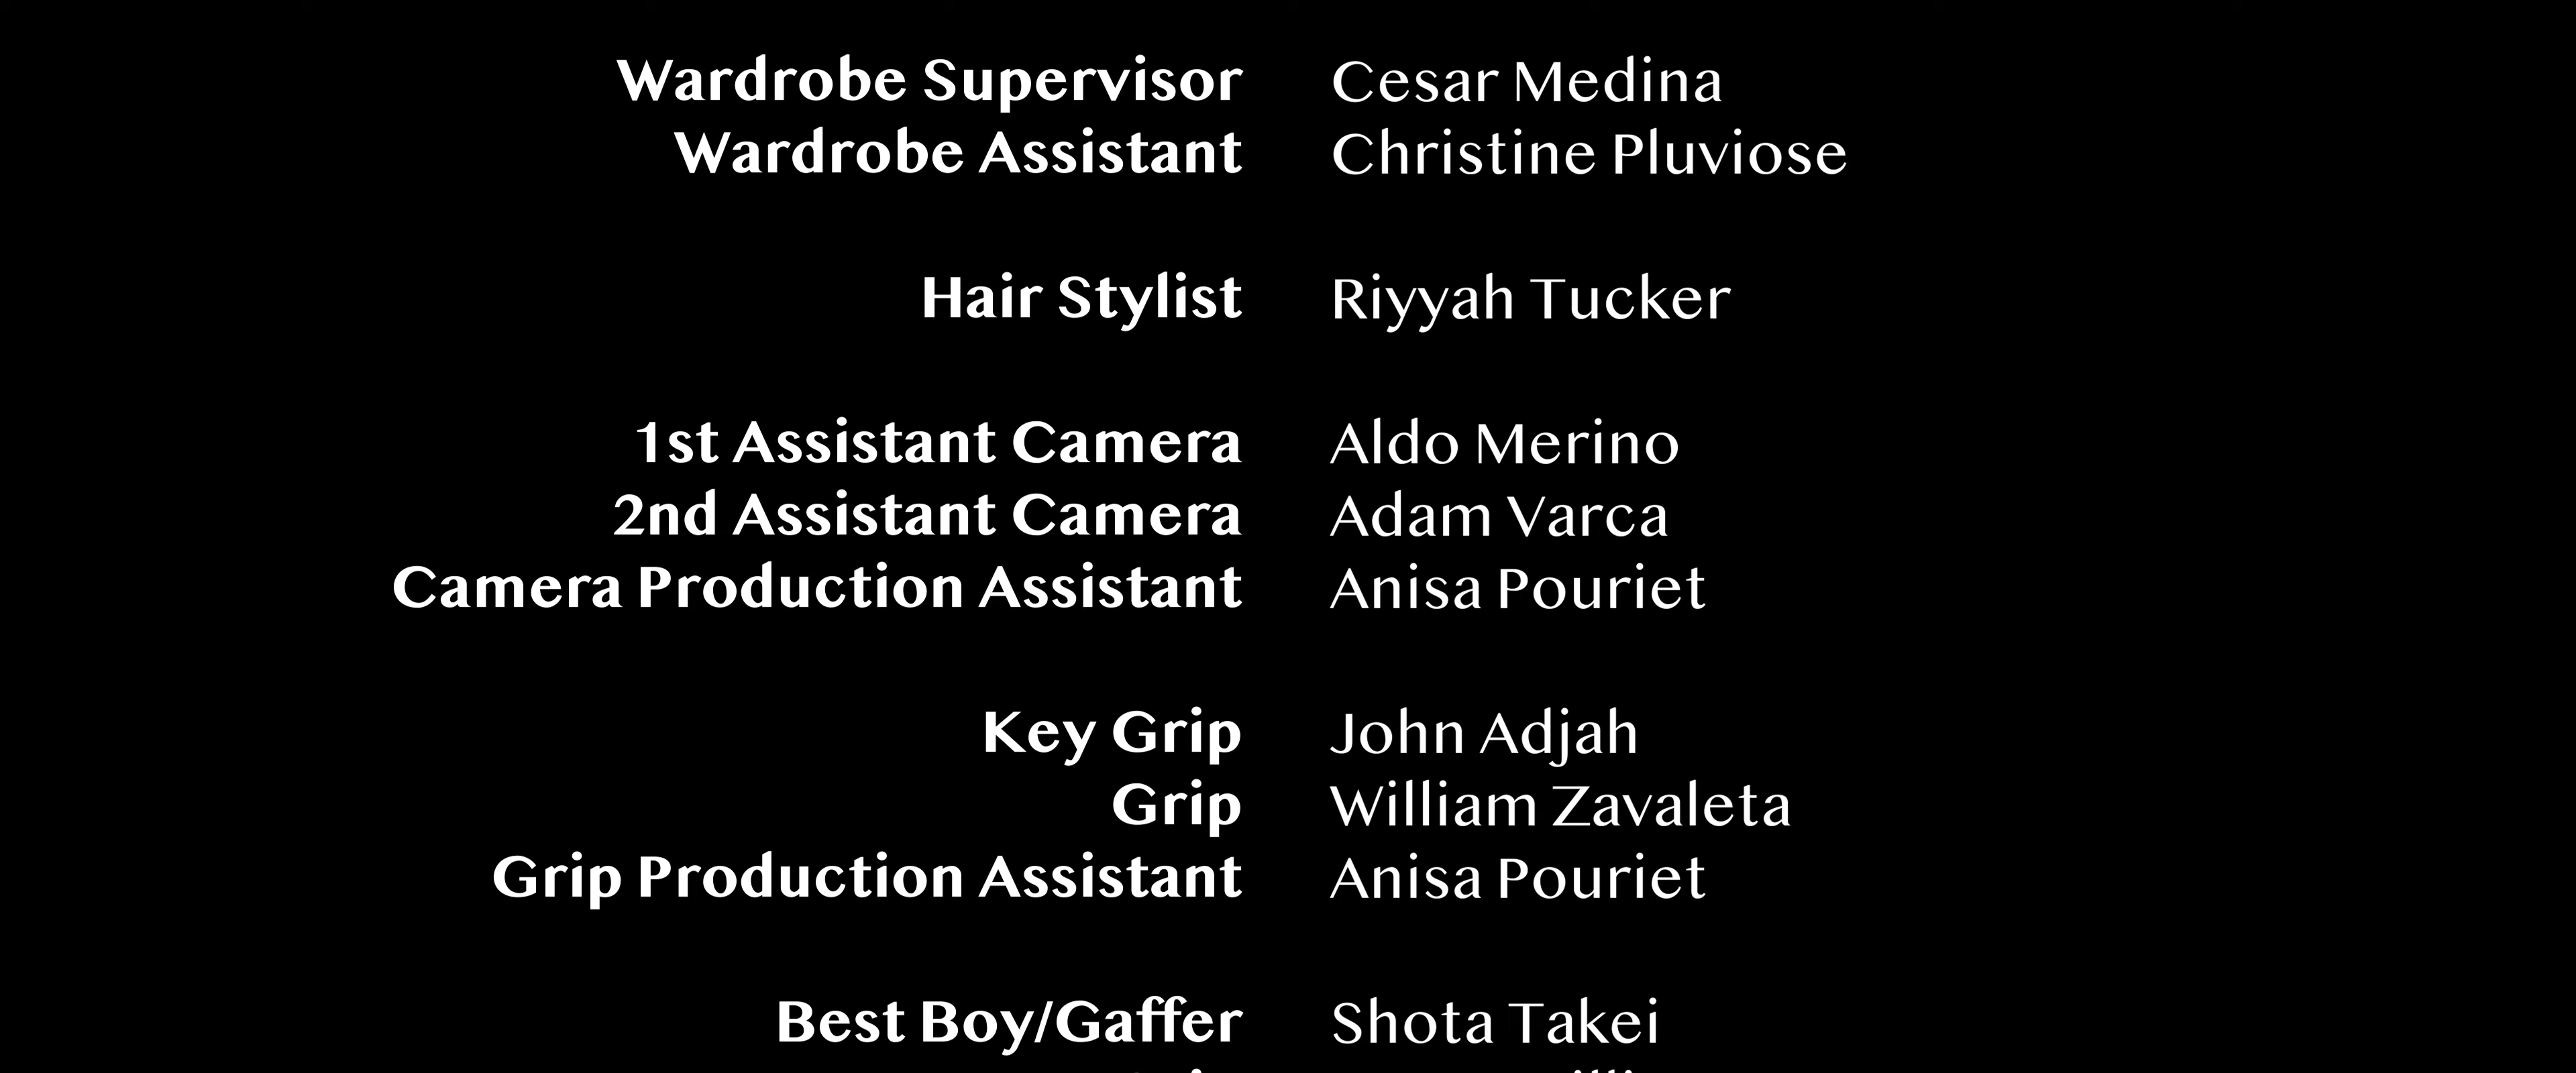 Wardrobe Supervisor Cesar Medina
Wardrobe Assistant Christine Pluviose
Hair Stylist Riyyah Tucker
1st Assistant Camera Aldo Merino
2nd Assistant Camera Adam Varca
Camera Production Assistant Anisa Pouriet
Key Grip John Adjah
Grip William Zavaleta
Grip Production Assistant Anisa Pouriet
Best Boy/Gaffer Shota Takei